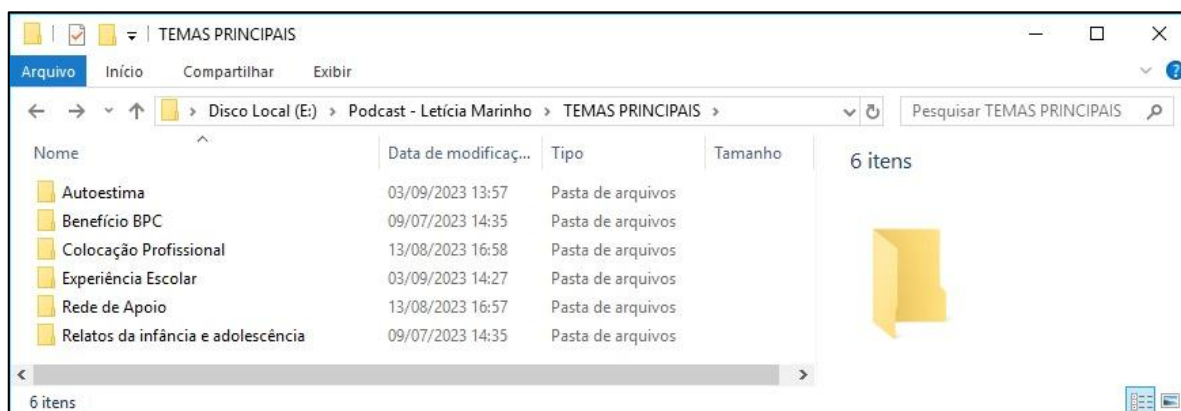 TEMAS PRINCIPAIS
Arquivo Início Compartilhar Exibir
Disco Local (E:) > Podcast - Letícia Marinho > TEMAS PRINCIPAIS > Pesquisar TEMAS PRINCIPAIS
Nome Data de modificaç... Tipo Tamanho
6 itens
Autoestima 03/09/2023 13:57 Pasta de arquivos
Benefício BPC 09/07/2023 14:35 Pasta de arquivos
Colocação Profissional 13/08/2023 16:58 Pasta de arquivos
Experiência Escolar 03/09/2023 14:27 Pasta de arquivos
Rede de Apoio 13/08/2023 16:57 Pasta de arquivos
Relatos da infância e adolescência 09/07/2023 14:35 Pasta de arquivos
6 itens